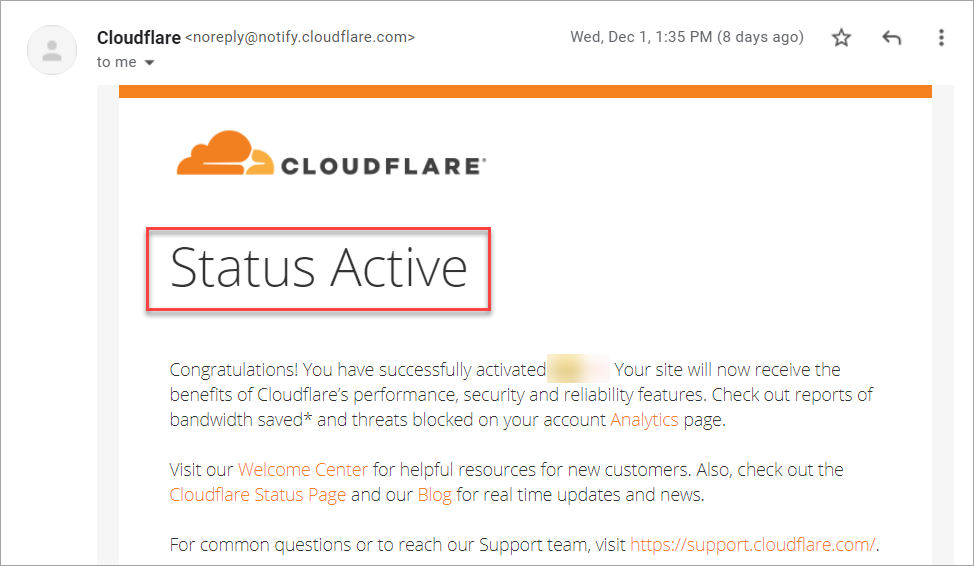 Cloudflare <noreply@notify.cloudflare.com>
Wed, Dec 1, 1:35 PM (8 days ago)
to me
CLOUDFLARE
Status Active
Congratulations! You have successfully activated Your site will now receive the
benefits of Cloudflare’s performance, security and reliability features. Check out reports of
bandwidth saved* and threats blocked on your account Analytics page.
Visit our Welcome Center for helpful resources for new customers. Also, check out the
Cloudflare Status Page and our Blog for real time updates and news.
For common questions or to reach our Support team, visit https://support.cloudflare.com/.